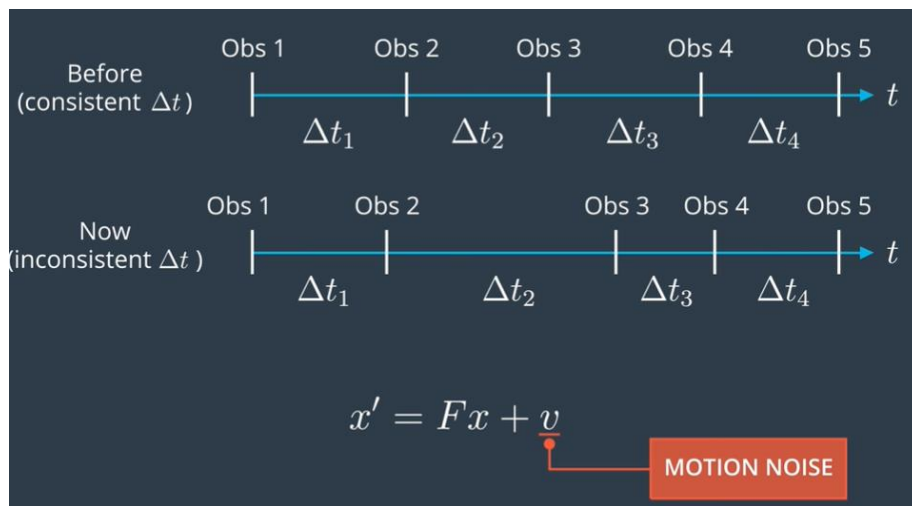 Obs 1 Obs 2 Obs 3 Obs 4 Obs 5
Before
(consistent Δt)
t
Δt₁ Δt₂ Δt₃ Δt₄
Obs 1 Obs 2 Obs 3 Obs 4 Obs 5
Now
(inconsistent Δt)
t
Δt₁ Δt₂ Δt₃ Δt₄
x′ = Fx + v
MOTION NOISE